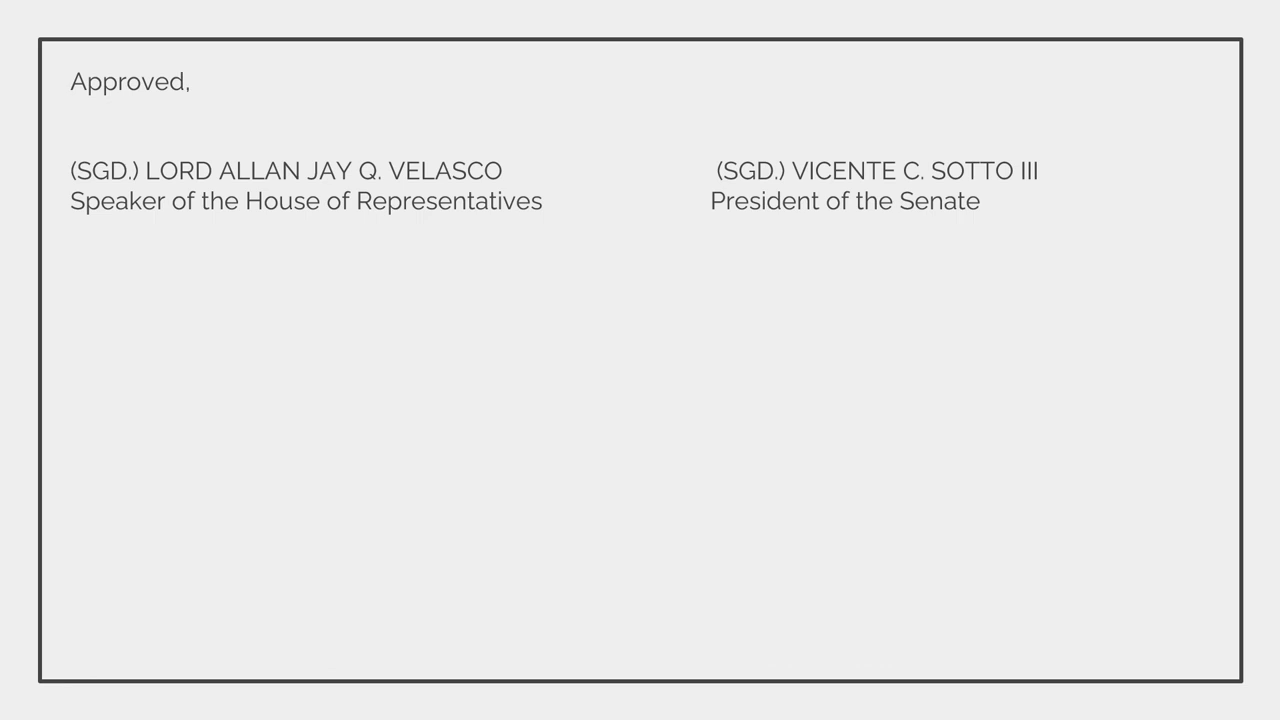 Approved,
(SGD.) LORD ALLAN JAY Q. VELASCO (SGD.) VICENTE C. SOTTO III
Speaker of the House of Representatives President of the Senate